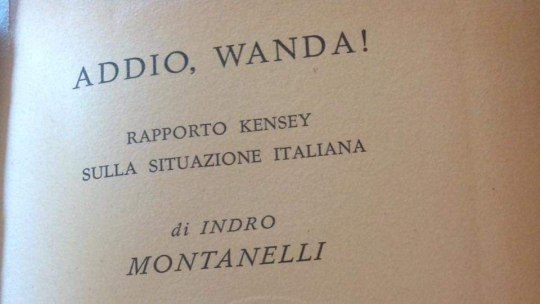 ADDIO, WANDA!
RAPPORTO KENSEY
SULLA SITUAZIONE ITALIANA
di INDRO
MONTANELLI